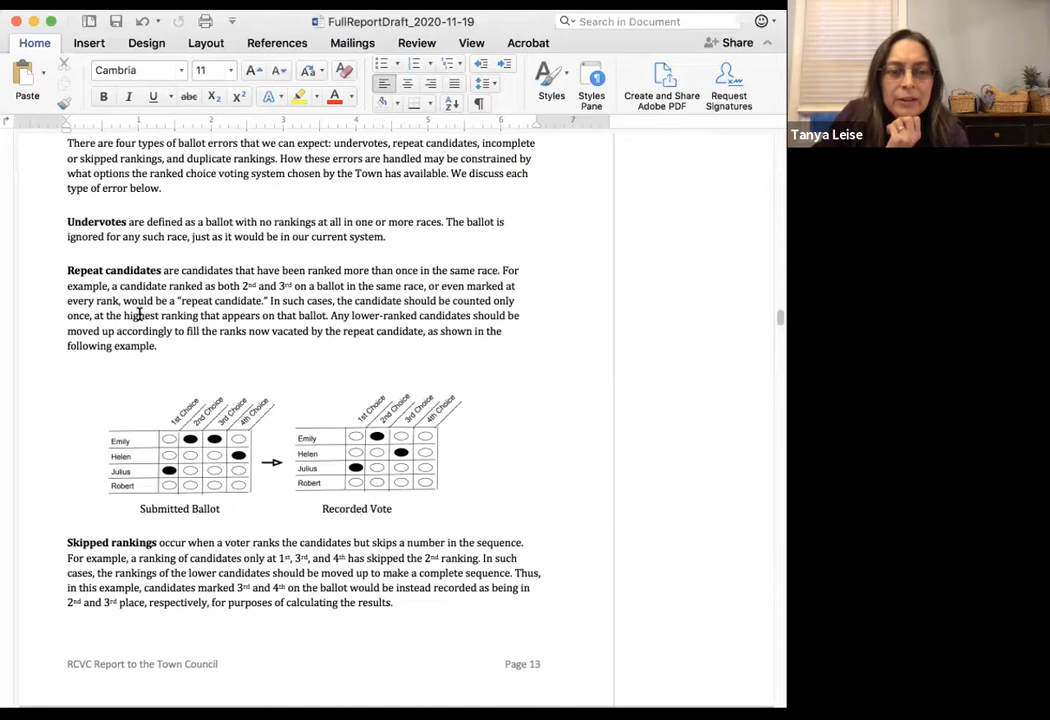 FullReportDraft_2020-11-19
Search in Document
Home Insert Design Layout References Mailings Review View Acrobat
Share
Paste
Cambria 11
Styles
Styles Pane
Create and Share Adobe PDF
Request Signatures
B I U abc X₂ X² A A
1 2 3 4 5 6 7
There are four types of ballot errors that we can expect: undervotes, repeat candidates, incomplete
or skipped rankings, and duplicate rankings. How these errors are handled may be constrained by
what options the ranked choice voting system chosen by the Town has available. We discuss each
type of error below.
Undervotes are defined as a ballot with no rankings at all in one or more races. The ballot is
ignored for any such race, just as it would be in our current system.
Repeat candidates are candidates that have been ranked more than once in the same race. For
example, a candidate ranked as both 2nd and 3rd on a ballot in the same race, or even marked at
every rank, would be a “repeat candidate.” In such cases, the candidate should be counted only
once, at the highest ranking that appears on that ballot. Any lower-ranked candidates should be
moved up accordingly to fill the ranks now vacated by the repeat candidate, as shown in the
following example.
1st Choice 2nd Choice 3rd Choice 4th Choice
Emily
Helen
Julius
Robert
Submitted Ballot
1st Choice 2nd Choice 3rd Choice 4th Choice
Emily
Helen
Julius
Robert
Recorded Vote
Skipped rankings occur when a voter ranks the candidates but skips a number in the sequence.
For example, a ranking of candidates only at 1st, 3rd, and 4th has skipped the 2nd ranking. In such
cases, the rankings of the lower candidates should be moved up to make a complete sequence. Thus,
in this example, candidates marked 3rd and 4th on the ballot would be instead recorded as being in
2nd and 3rd place, respectively, for purposes of calculating the results.
RCVC Report to the Town Council Page 13
Tanya Leise